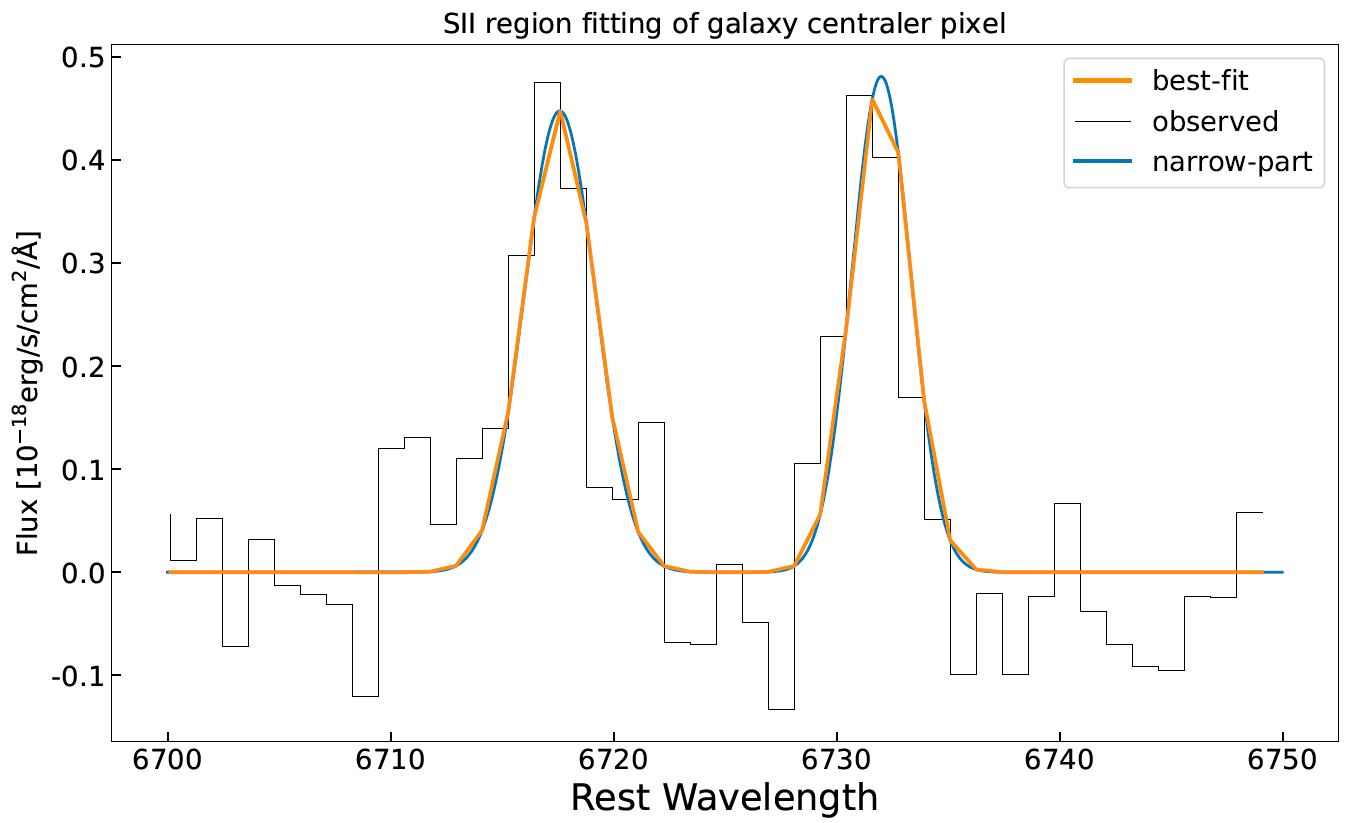 SII region fitting of galaxy centraler pixel
best-fit
observed
narrow-part
Flux [10⁻¹⁸erg/s/cm²/Å]
0.5
0.4
0.3
0.2
0.1
0.0
-0.1
6700 6710 6720 6730 6740 6750
Rest Wavelength